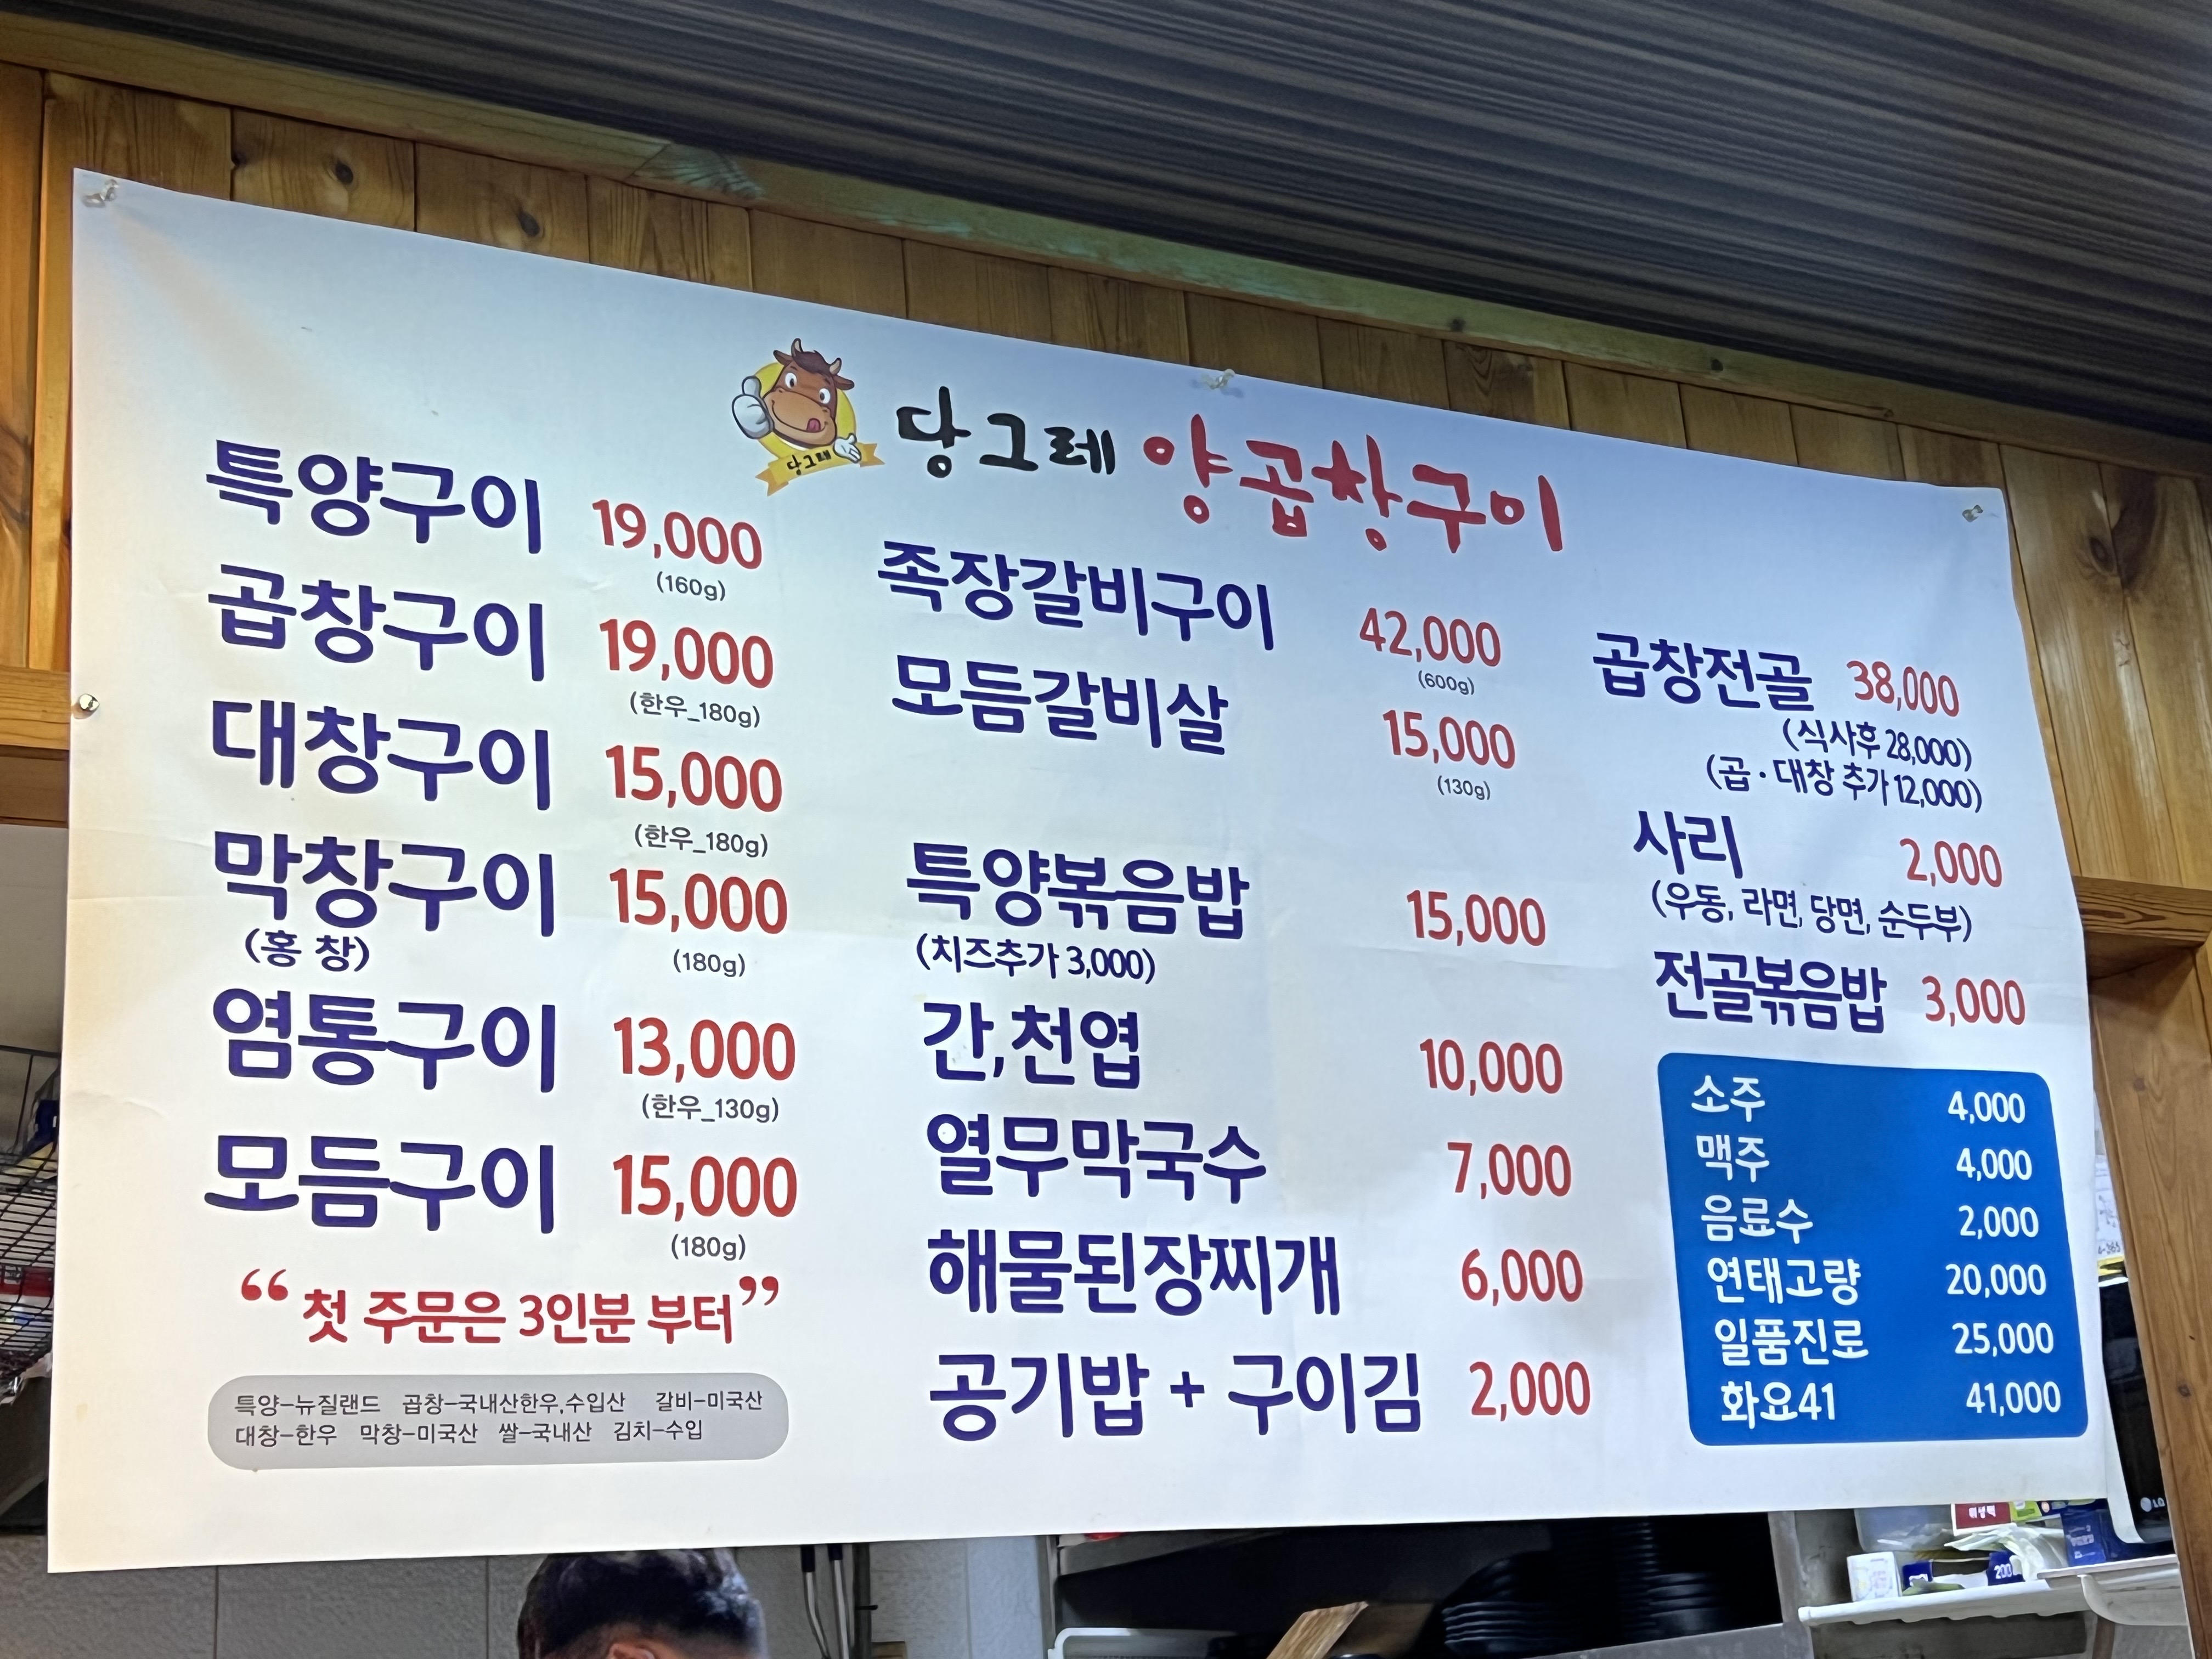 당그레 양곱창구이
당그레
특양구이 19,000
(160g)
곱창구이 19,000
(한우_180g)
대창구이 15,000
(한우_180g)
막창구이 15,000
(홍 창) (180g)
염통구이 13,000
(한우_130g)
모듬구이 15,000
(180g)
“ 첫 주문은 3인분 부터 ”
특양-뉴질랜드 곱창-국내산한우,수입산 갈비-미국산
대창-한우 막창-미국산 쌀-국내산 김치-수입
족장갈비구이 42,000
(600g)
모듬갈비살 15,000
(130g)
특양볶음밥 15,000
(치즈추가 3,000)
간,천엽 10,000
열무막국수 7,000
해물된장찌개 6,000
공기밥 + 구이김 2,000
곱창전골 38,000
(식사후 28,000)
(곱·대창 추가 12,000)
사리 2,000
(우동, 라면, 당면, 순두부)
전골볶음밥 3,000
소주 4,000
맥주 4,000
음료수 2,000
연태고량 20,000
일품진로 25,000
화요41 41,000
LG